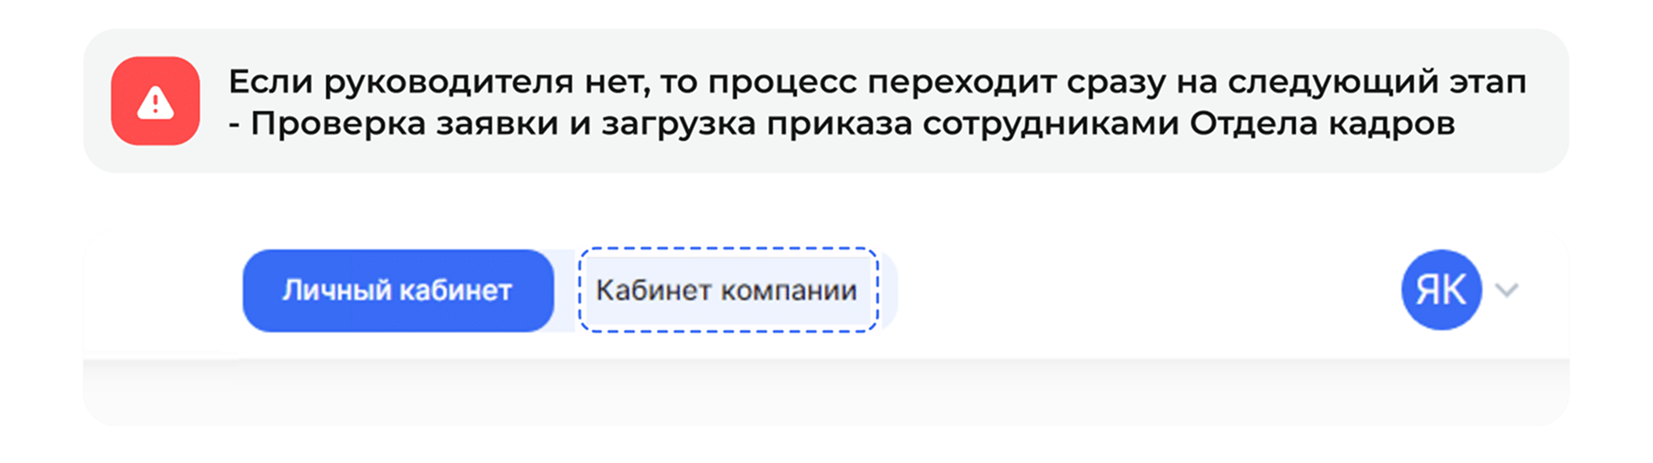 Если руководителя нет, то процесс переходит сразу на следующий этап
- Проверка заявки и загрузка приказа сотрудниками Отдела кадров
Личный кабинет Кабинет компании ЯК